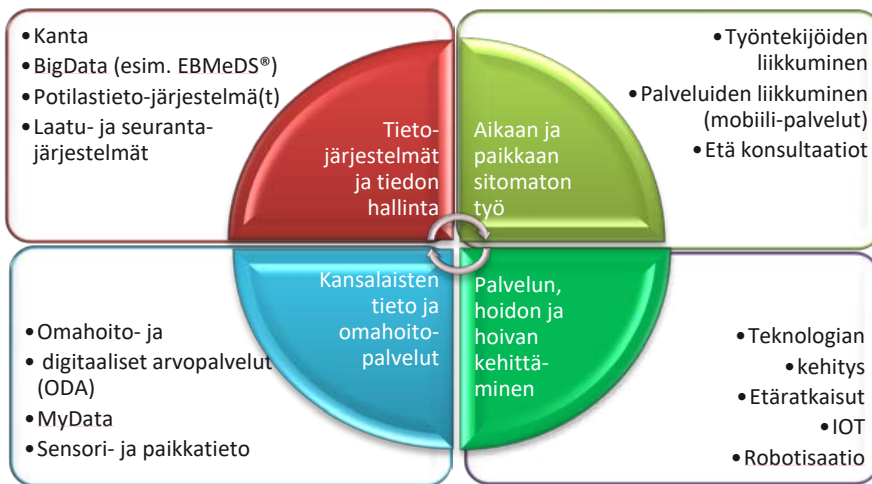 •Kanta
•BigData (esim. EBMeDS®)
•Potilastieto-järjestelmä(t)
•Laatu- ja seuranta-
järjestelmät
Tieto-
järjestelmät
ja tiedon
hallinta
Aikaan ja
paikkaan
sitomaton
työ
•Työntekijöiden
liikkuminen
•Palveluiden liikkuminen
(mobiili-palvelut)
•Etä konsultaatiot
•Omahoito- ja
• digitaaliset arvopalvelut
(ODA)
•MyData
•Sensori- ja paikkatieto
Kansalaisten
tieto ja
omahoito-
palvelut
Palvelun,
hoidon ja
hoivan
kehittä-
minen
•Teknologian
•kehitys
•Etäratkaisut
•IOT
•Robotisaatio